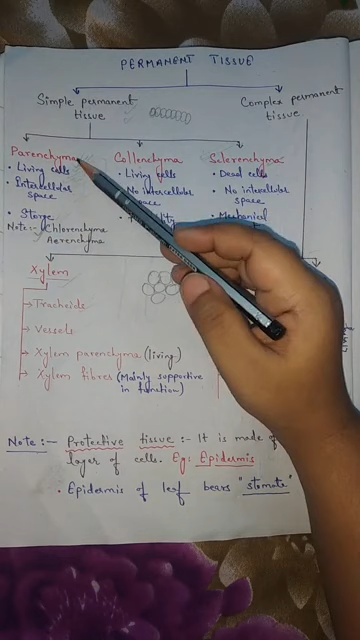 PERMANENT TISSUE
Simple permanent
tissue
Complex permanent
tissue
Parenchyma
• Living cells
• Intercellular
space
• Storge
Note:- Chlorenchyma
Aerenchyma
Collenchyma
• Living cells
• No intercellular
space
Sclerenchyma
• Dead cells
• No intercellular
space
• Mechanical
Xylem
→ Tracheids
→ Vessels
→ Xylem parenchyma (living)
→ Xylem fibres (Mainly supportive
in function)
Note:- Protective tissue:- It is made of
layer of cells. Eg: Epidermis
• Epidermis of leaf bears "stomata"